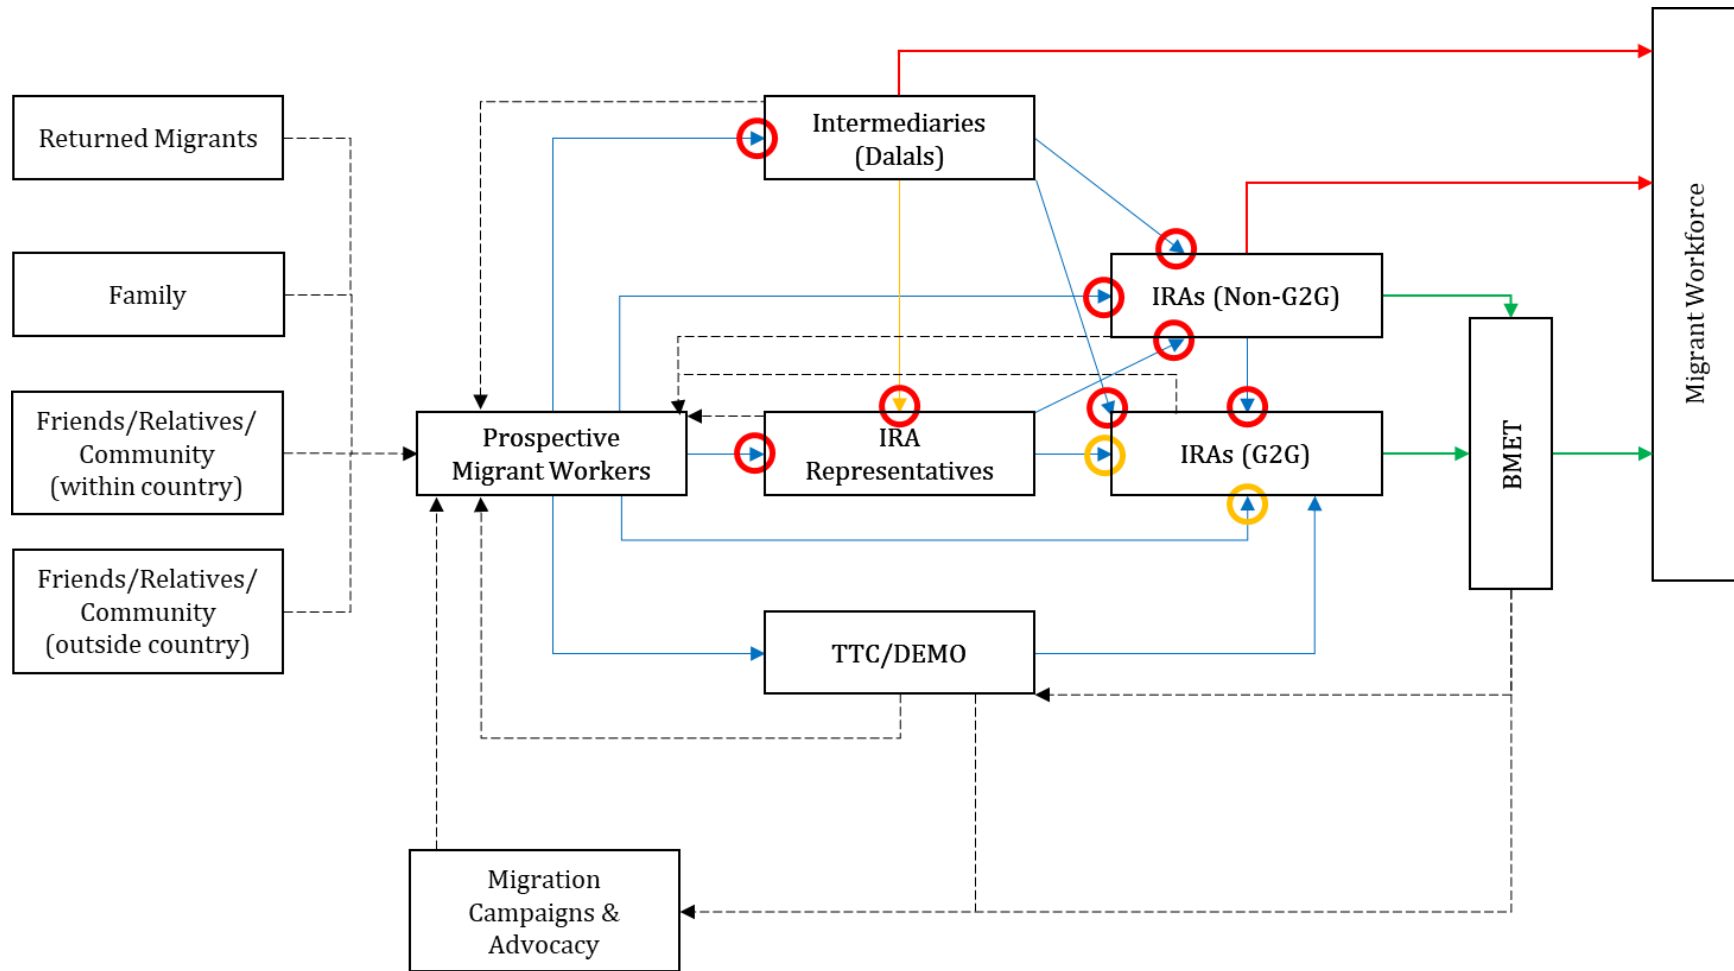 Returned Migrants
Family
Friends/Relatives/
Community
(within country)
Friends/Relatives/
Community
(outside country)
Prospective
Migrant Workers
Migration
Campaigns &
Advocacy
Intermediaries
(Dalals)
IRA
Representatives
TTC/DEMO
IRAs (Non-G2G)
IRAs (G2G)
BMET
Migrant Workforce